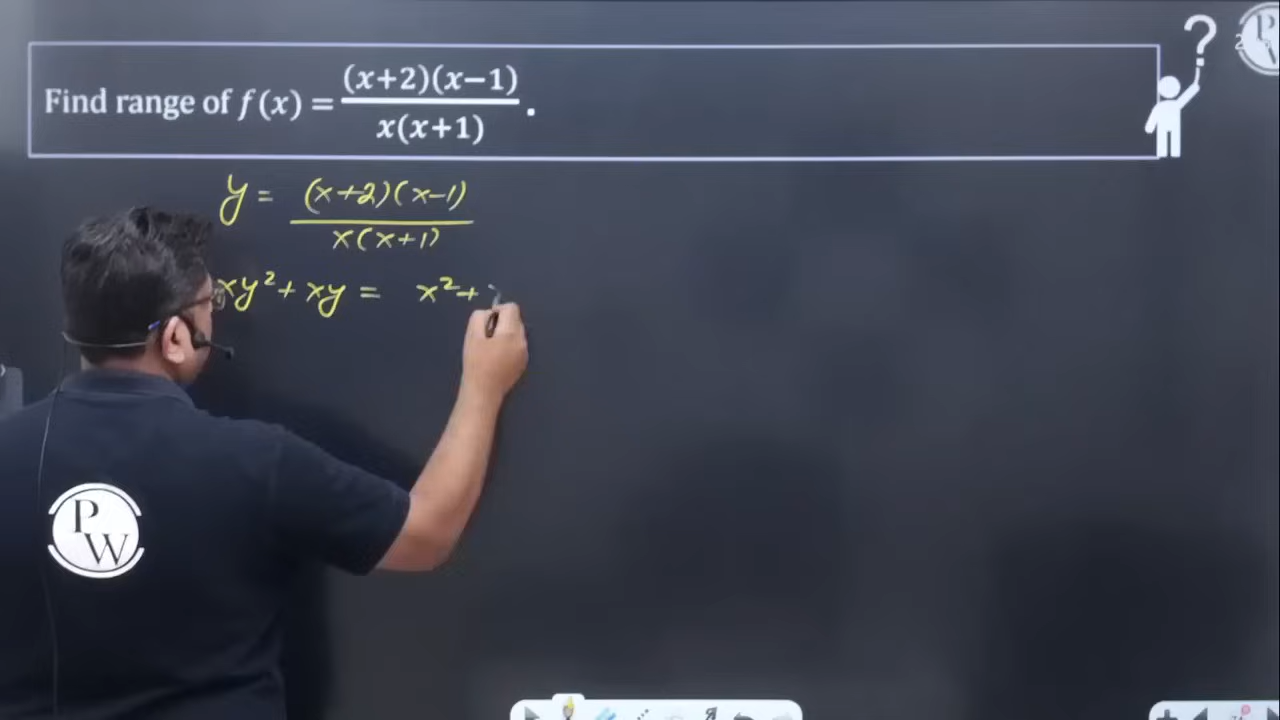 Find range of f(x) = (x+2)(x−1) / x(x+1) .
?
P
y = (x+2)(x-1) / x(x+1)
xy² + xy = x² +
P
W